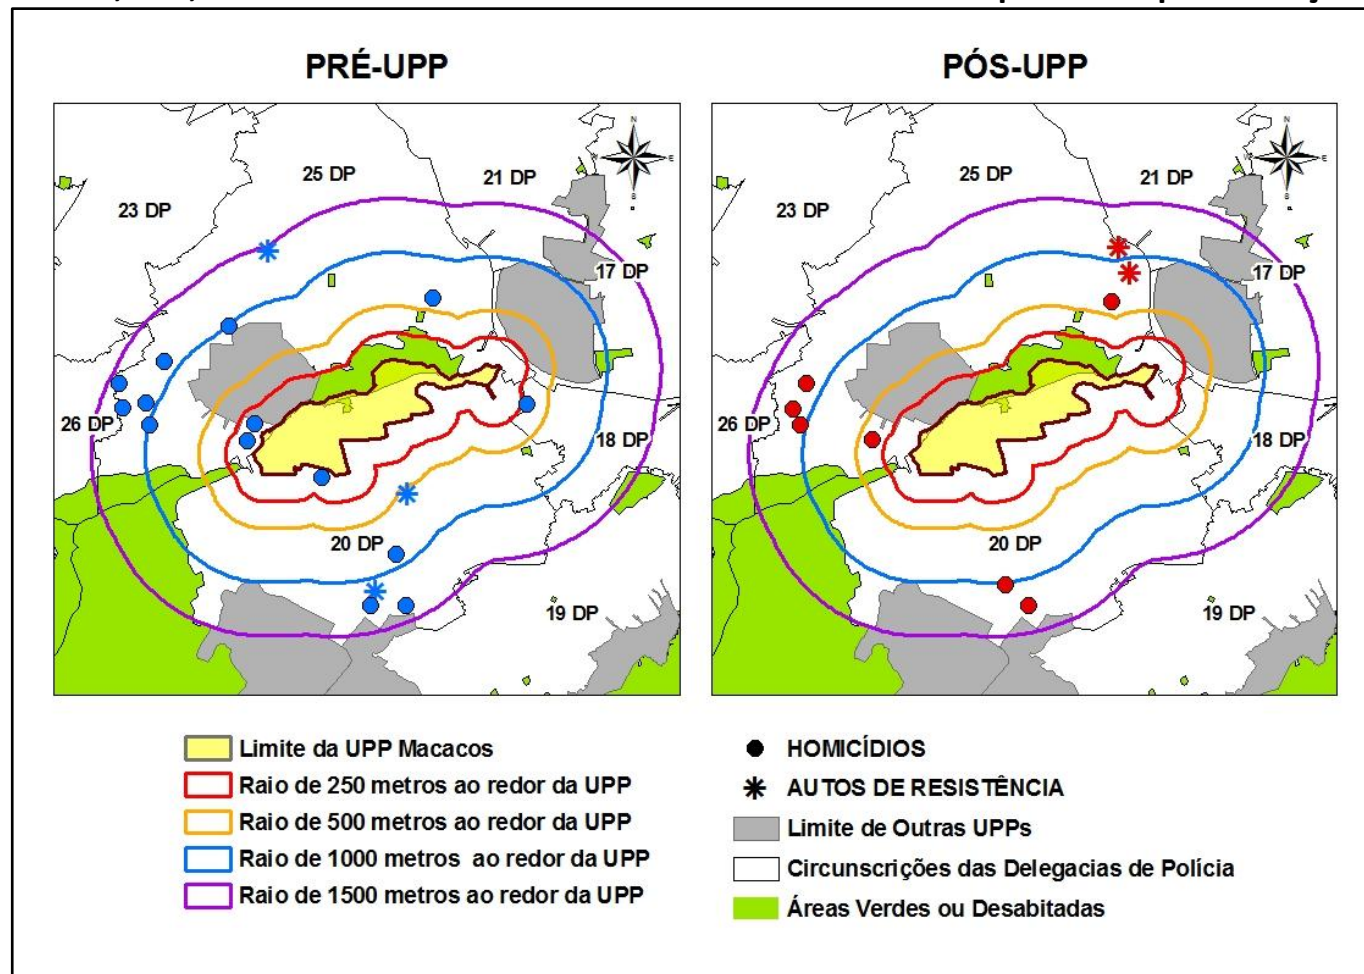 PRÉ-UPP
PÓS-UPP
N
W
E
S
25 DP
21 DP
23 DP
17 DP
26 DP
18 DP
20 DP
19 DP
N
W
E
S
25 DP
21 DP
23 DP
17 DP
26 DP
18 DP
20 DP
19 DP
Limite da UPP Macacos
Raio de 250 metros ao redor da UPP
Raio de 500 metros ao redor da UPP
Raio de 1000 metros ao redor da UPP
Raio de 1500 metros ao redor da UPP
HOMICÍDIOS
AUTOS DE RESISTÊNCIA
Limite de Outras UPPs
Circunscrições das Delegacias de Polícia
Áreas Verdes ou Desabitadas